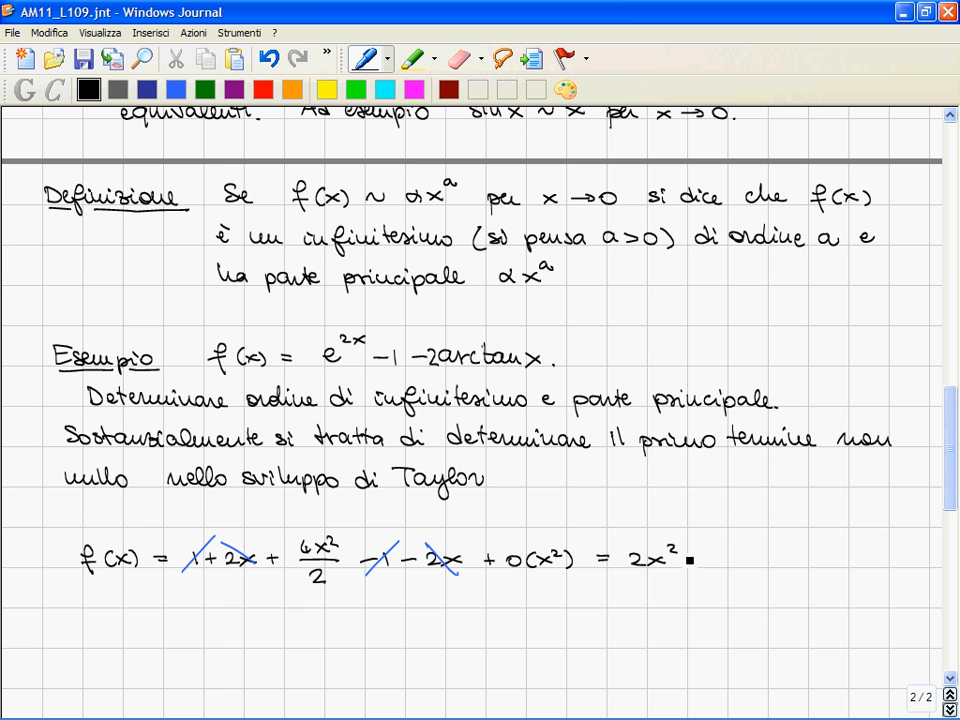 AM11_L109.jnt - Windows Journal
File Modifica Visualizza Inserisci Azioni Strumenti ?
G C
equivalenti. Ad esempio sin x ~ x per x → 0.
Definizione Se f(x) ~ αx^a per x → 0 si dice che f(x)
è un infinitesimo (si pensa a > 0) di ordine a e
ha parte principale αx^a
Esempio f(x) = e^{2x} - 1 - 2arctan x.
Determinare ordine di infinitesimo e parte principale.
Sostanzialmente si tratta di determinare il primo termine non
nullo nello sviluppo di Taylor
f(x) = 1 + 2x + 4x²/2 - 1 - 2x + o(x²) = 2x²
2 / 2